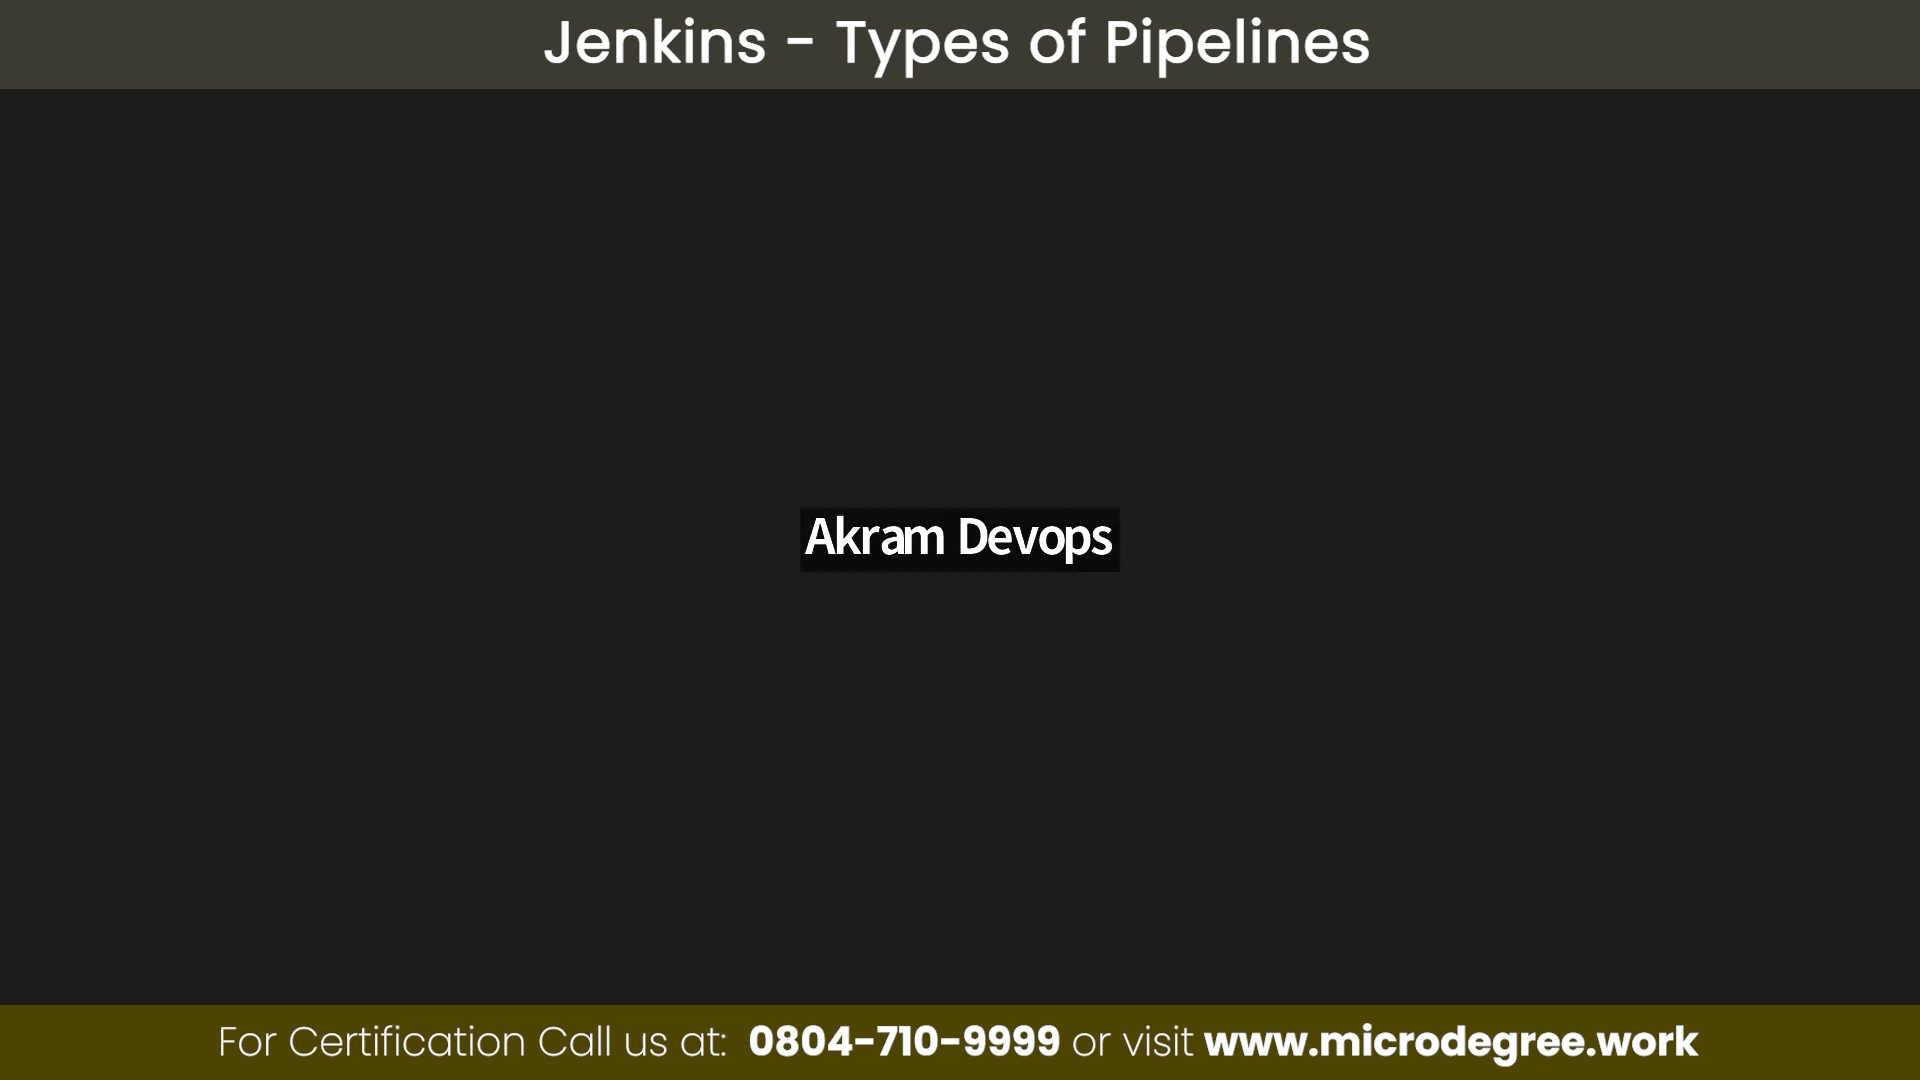 Jenkins - Types of Pipelines
Akram Devops
For Certification Call us at: 0804-710-9999 or visit www.microdegree.work